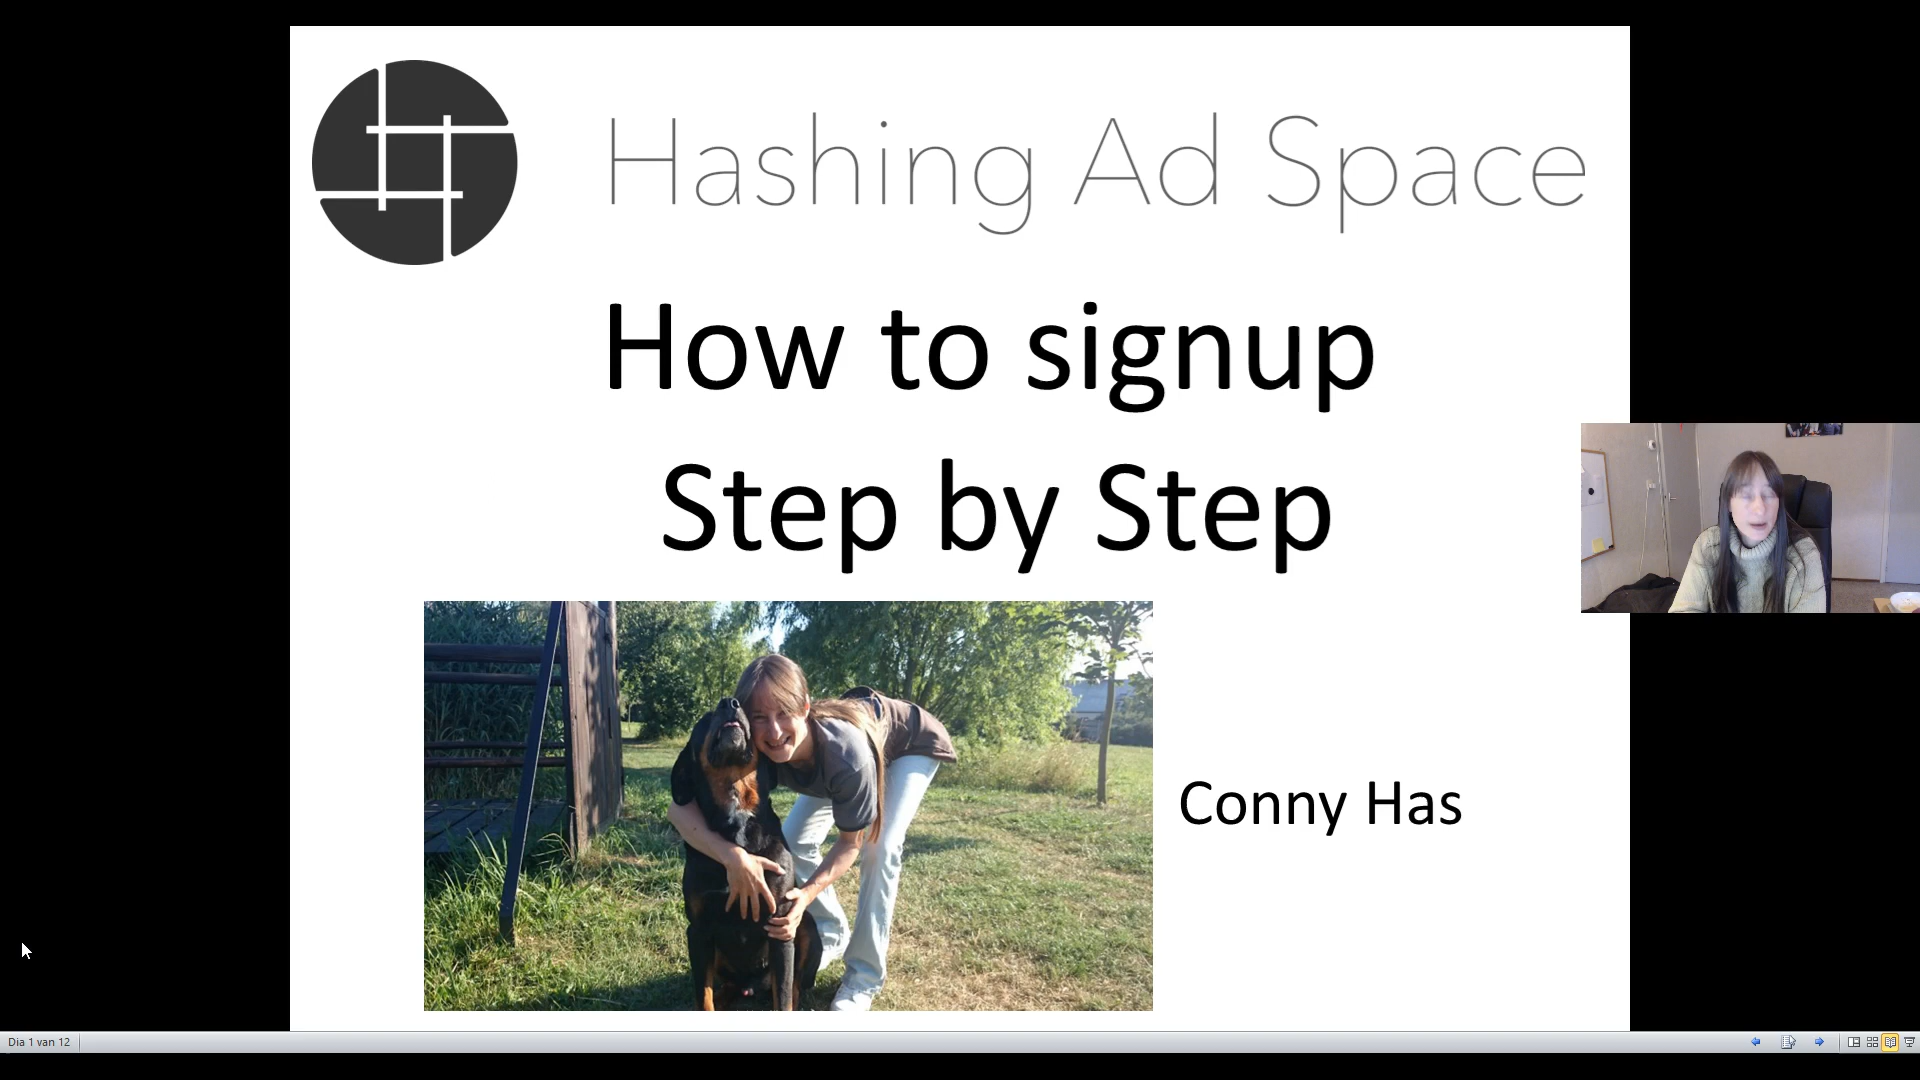 Hashing Ad Space
How to signup
Step by Step
Conny Has
Dia 1 van 12